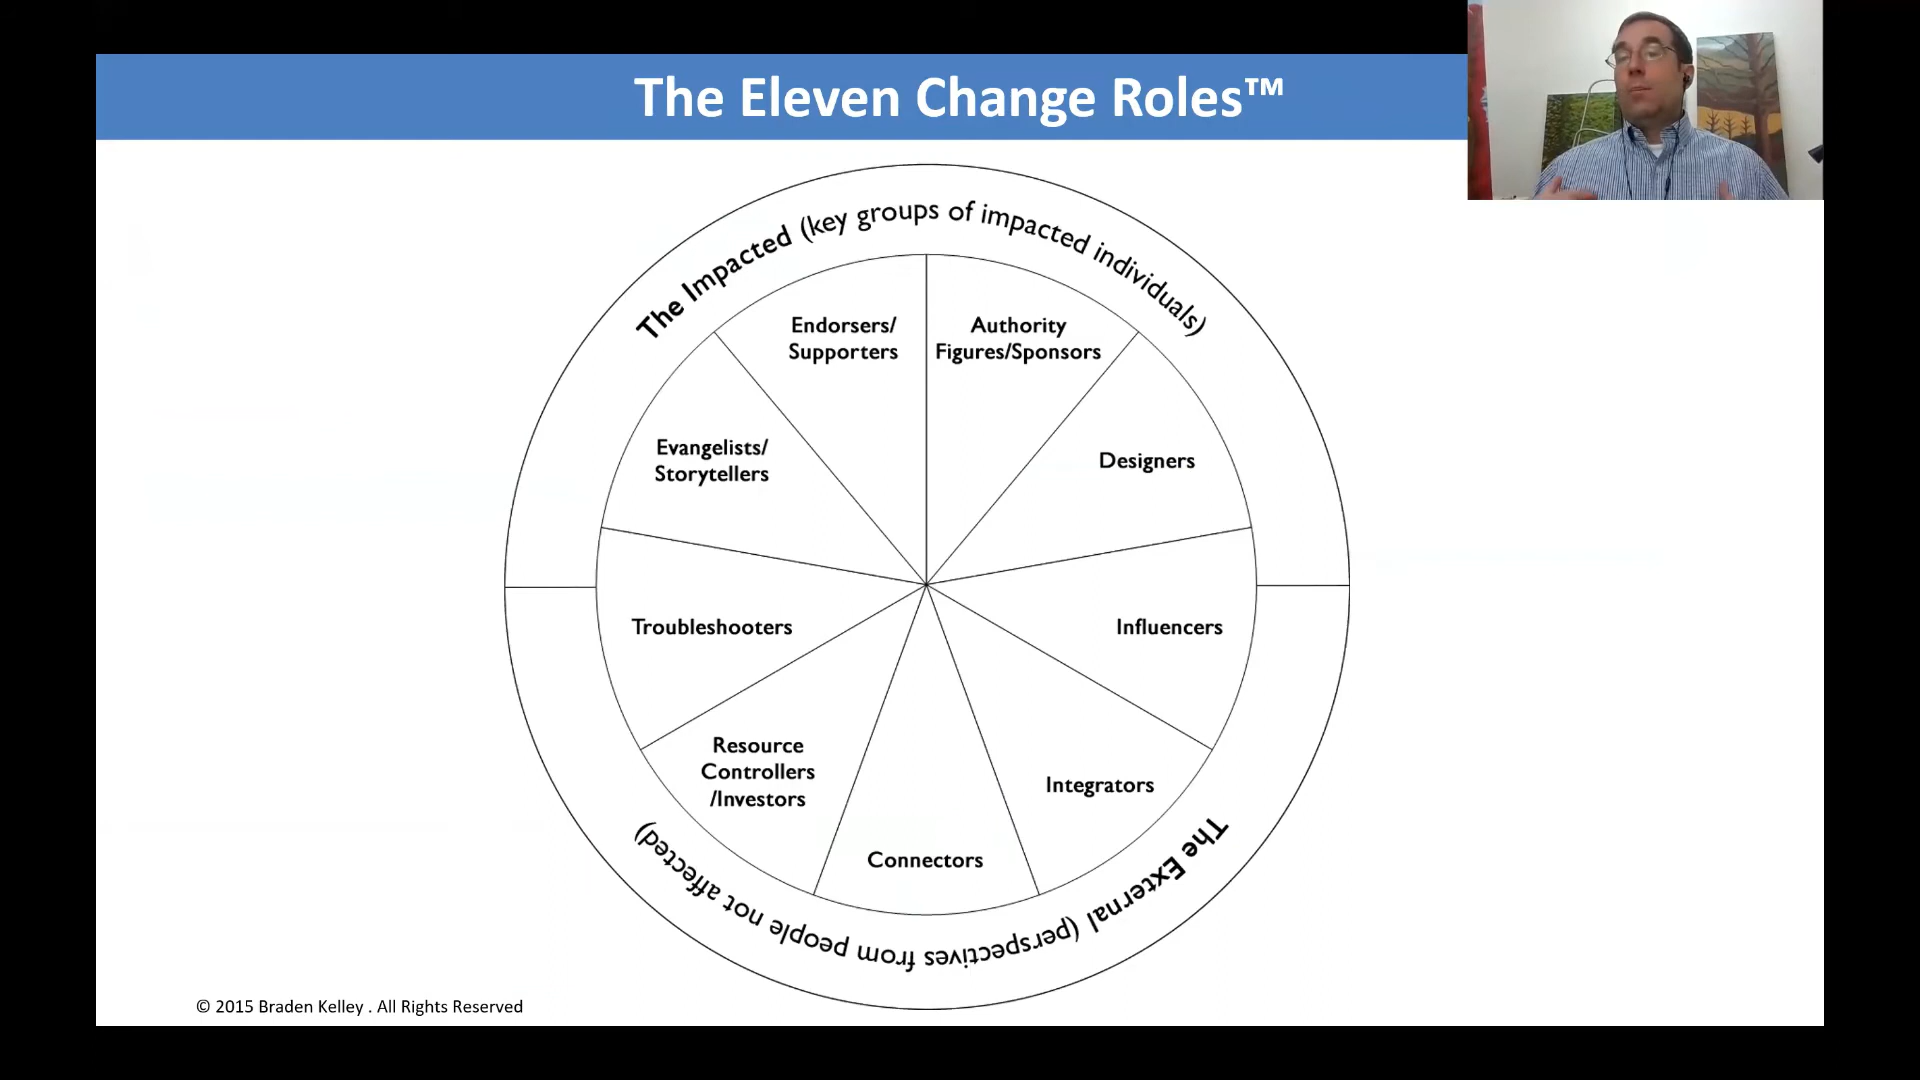 The Eleven Change Roles™
The Impacted (key groups of impacted individuals)
Endorsers/
Supporters
Authority
Figures/Sponsors
Evangelists/
Storytellers
Designers
Troubleshooters
Influencers
Resource
Controllers
/Investors
Integrators
Connectors
The External (perspectives from people not affected)
© 2015 Braden Kelley . All Rights Reserved